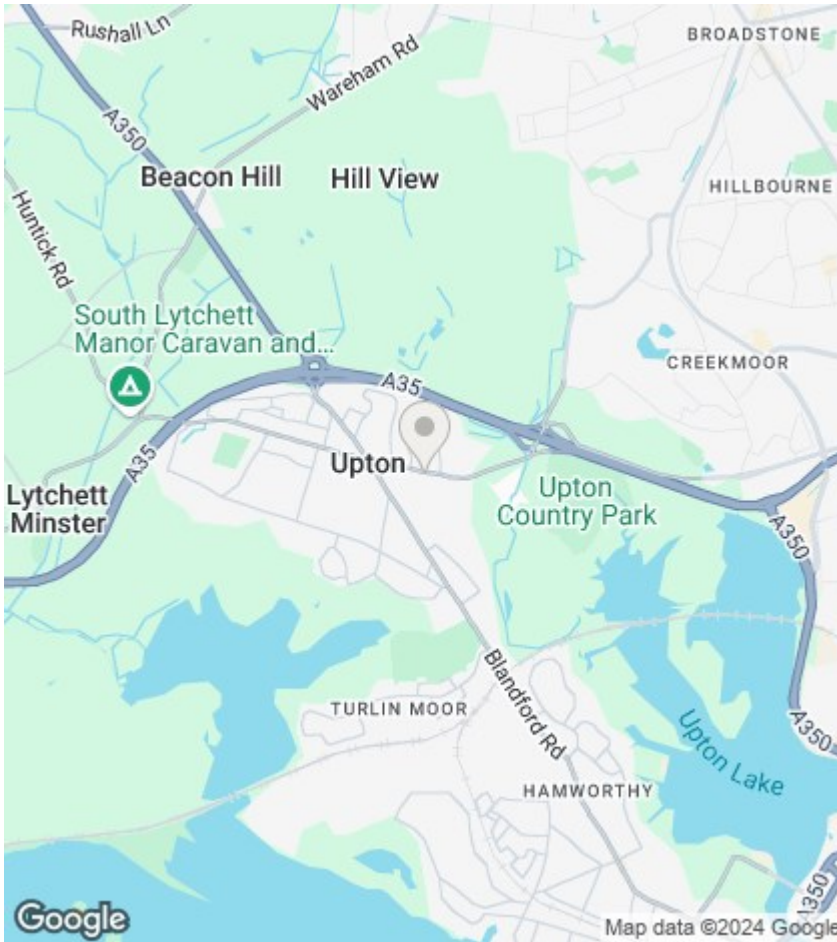 Rushall Ln
BROADSTONE
Wareham Rd
A350
Beacon Hill
Hill View
HILLBOURNE
Huntick Rd
South Lytchett
Manor Caravan and...
CREEKMOOR
A35
A35
Upton
Lytchett
Minster
Upton
Country Park
A350
Blandford Rd
TURLIN MOOR
A350
Upton Lake
HAMWORTHY
A350
Google
Map data ©2024 Google